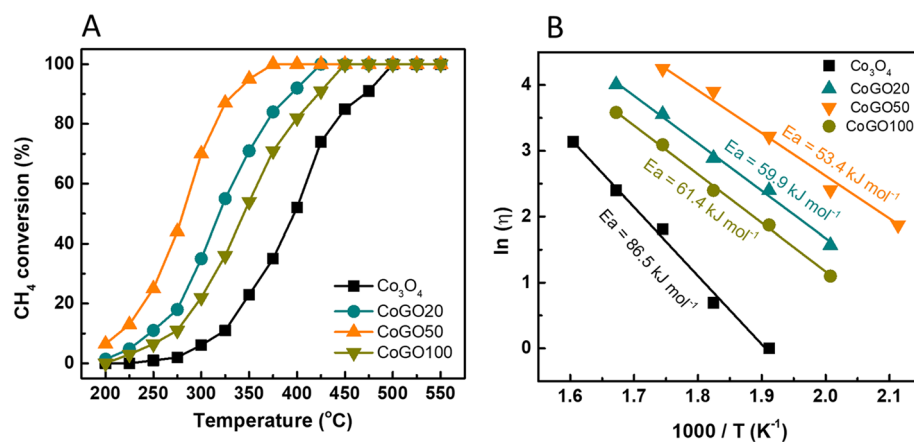 A
CH₄ conversion (%)
100
80
60
40
20
0
200 250 300 350 400 450 500 550
Temperature (°C)
Co₃O₄
CoGO20
CoGO50
CoGO100
B
ln (η)
4
3
2
1
0
1.6 1.7 1.8 1.9 2.0 2.1
1000 / T (K⁻¹)
Co₃O₄
CoGO20
CoGO50
CoGO100
Ea = 53.4 kJ mol⁻¹
Ea = 59.9 kJ mol⁻¹
Ea = 61.4 kJ mol⁻¹
Ea = 86.5 kJ mol⁻¹